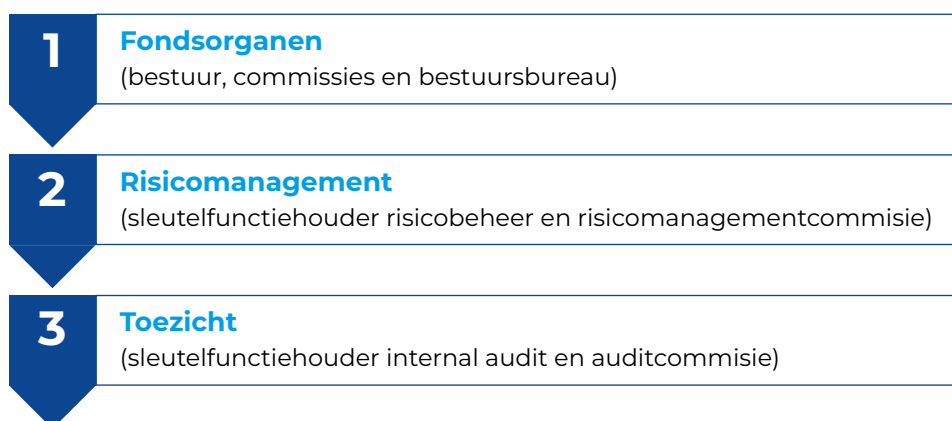 1
Fondsorganen
(bestuur, commissies en bestuursbureau)
2
Risicomanagement
(sleutelfunctiehouder risicobeheer en risicomanagementcommisie)
3
Toezicht
(sleutelfunctiehouder internal audit en auditcommisie)